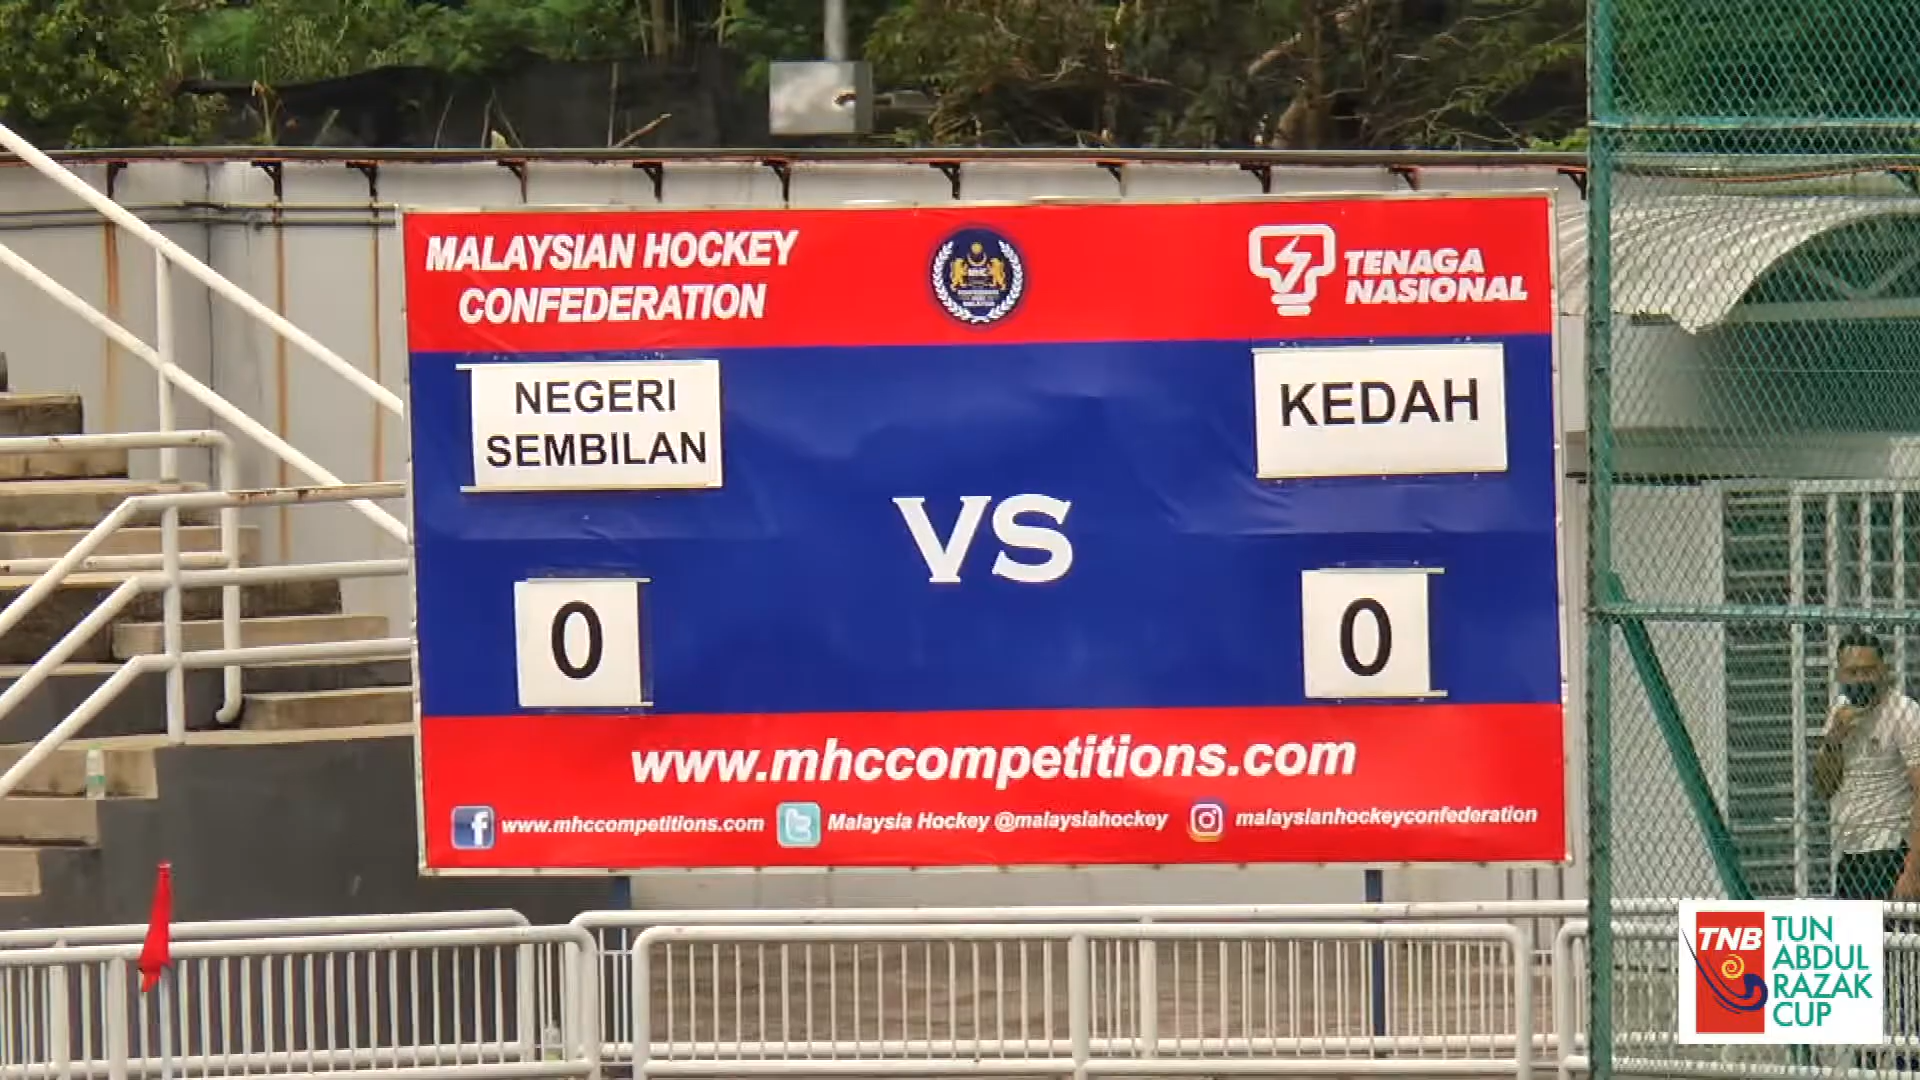 MALAYSIAN HOCKEY
CONFEDERATION
MHC
TENAGA
NASIONAL
NEGERI
SEMBILAN
KEDAH
VS
0
0
www.mhccompetitions.com
f www.mhccompetitions.com
Malaysia Hockey @malaysiahockey
malaysianhockeyconfederation
TNB
TUN
ABDUL
RAZAK
CUP